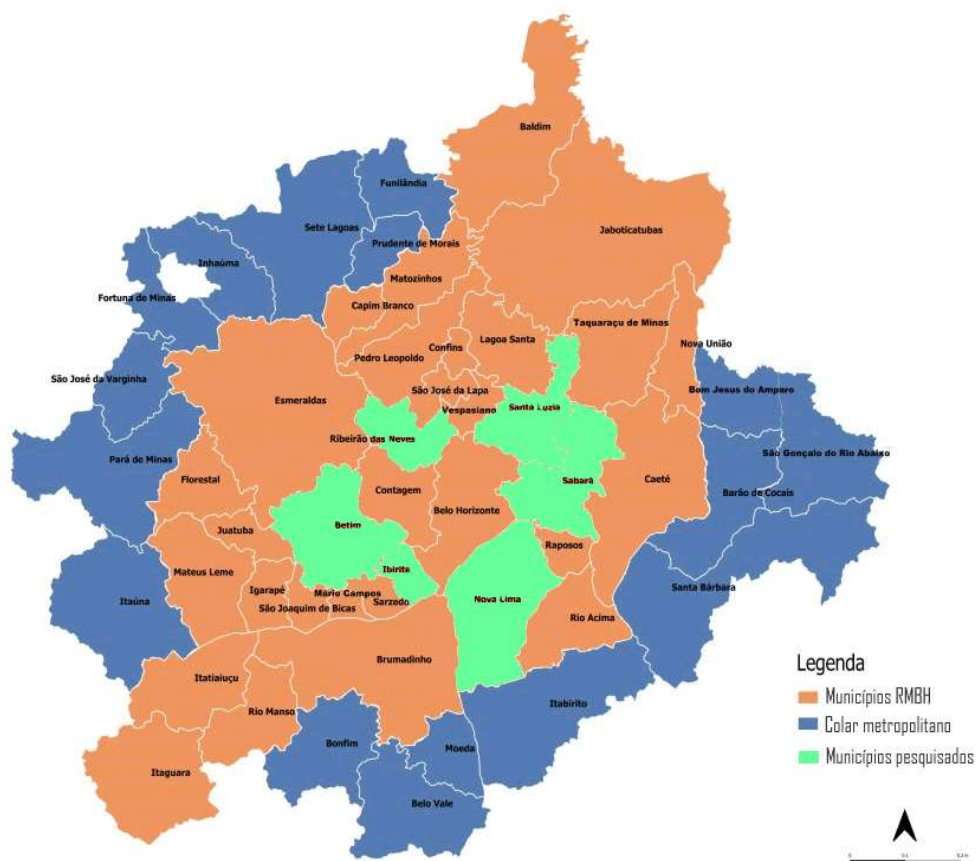 Baldim
Funilândia
Sete Lagoas
Jaboticatubas
Prudente de Morais
Inhaúma
Matozinhos
Fortuna de Minas
Capim Branco
Taquaraçu de Minas
Lagoa Santa
Nova União
Confins
Pedro Leopoldo
São José da Varginha
São José da Lapa
Bom Jesus do Amparo
Esmeraldas
Vespasiano
Santa Luzia
Ribeirão das Neves
São Gonçalo do Rio Abaixo
Pará de Minas
Florestal
Caeté
Sabará
Contagem
Barão de Cocais
Belo Horizonte
Betim
Juatuba
Raposos
Ibirite
Mateus Leme
Santa Bárbara
Igarapé
Mário Campos
Itaúna
Nova Lima
Sarzedo
São Joaquim de Bicas
Rio Acima
Brumadinho
Legenda
Itatiaiuçu
Municípios RMBH
Itabirito
Rio Manso
Colar metropolitano
Bonfim
Moeda
Municípios pesquisados
Itaguara
Belo Vale
0